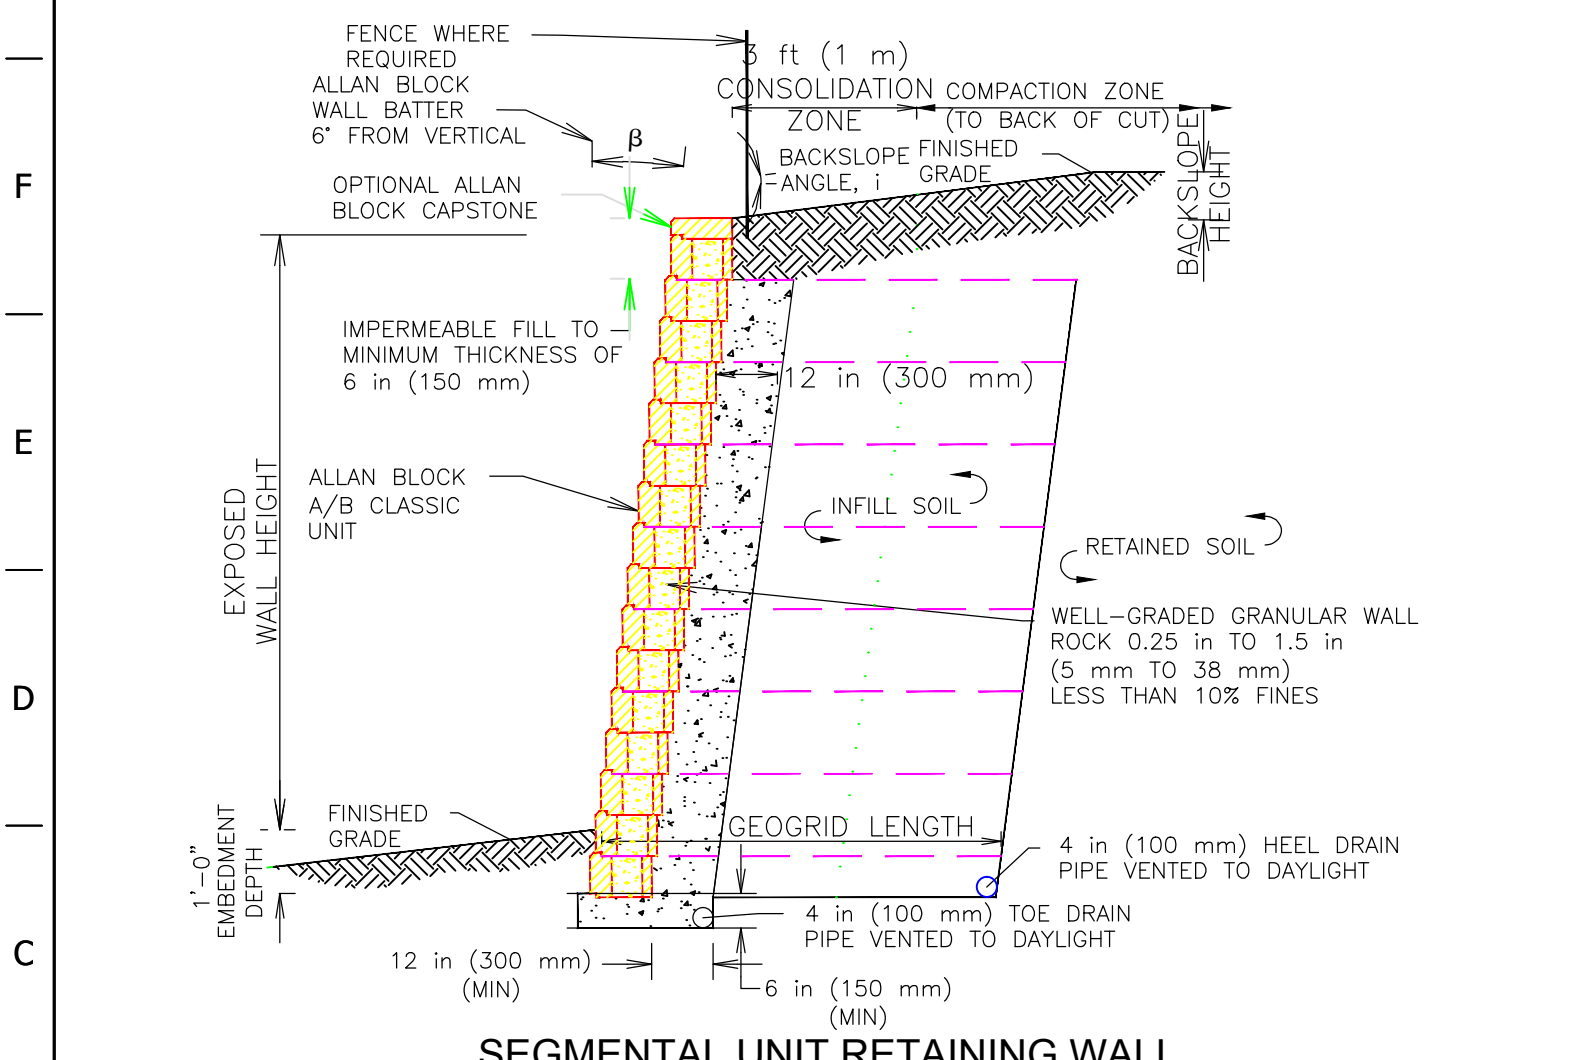 FENCE WHERE
REQUIRED
ALLAN BLOCK
WALL BATTER
6° FROM VERTICAL
β
3 ft (1 m)
CONSOLIDATION
ZONE
COMPACTION ZONE
(TO BACK OF CUT)
BACKSLOPE
ANGLE, i
FINISHED
GRADE
BACKSLOPE
HEIGHT
F
OPTIONAL ALLAN
BLOCK CAPSTONE
IMPERMEABLE FILL TO
MINIMUM THICKNESS OF
6 in (150 mm)
12 in (300 mm)
E
ALLAN BLOCK
A/B CLASSIC
UNIT
EXPOSED
WALL HEIGHT
INFILL SOIL
RETAINED SOIL
WELL-GRADED GRANULAR WALL
ROCK 0.25 in TO 1.5 in
(5 mm TO 38 mm)
LESS THAN 10% FINES
D
FINISHED
GRADE
1'-0"
EMBEDMENT
DEPTH
GEOGRID LENGTH
4 in (100 mm) HEEL DRAIN
PIPE VENTED TO DAYLIGHT
4 in (100 mm) TOE DRAIN
PIPE VENTED TO DAYLIGHT
C
12 in (300 mm)
(MIN)
6 in (150 mm)
(MIN)
SEGMENTAL UNIT RETAINING WALL